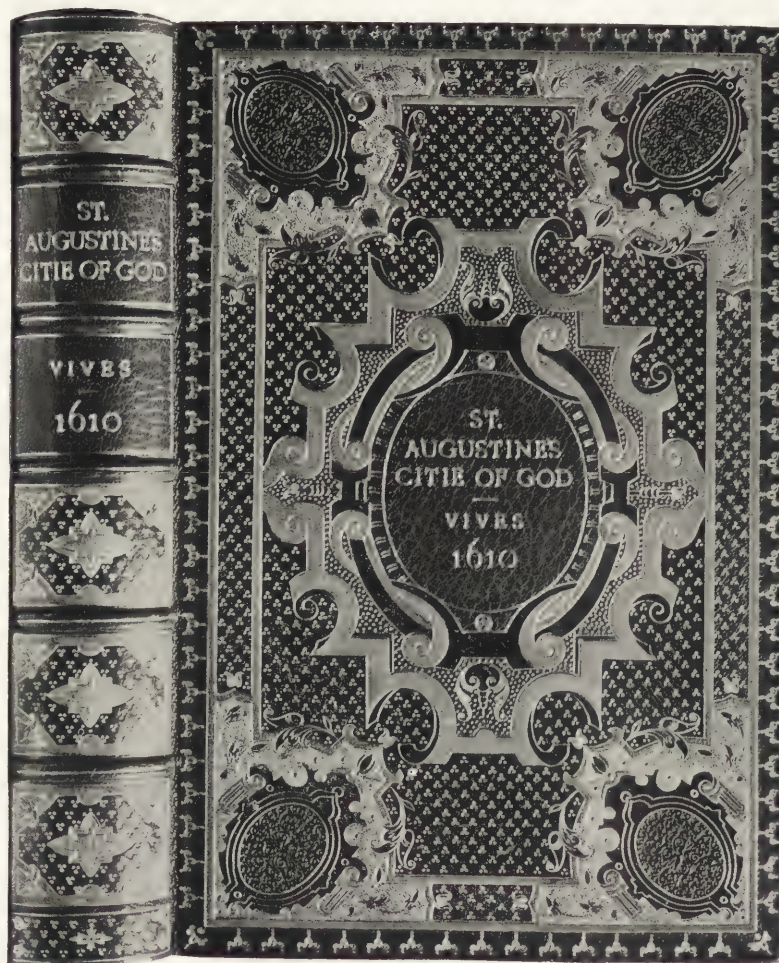 ST.
AUGUSTINES
CITIE OF GOD
VIVES
1610
ST.
AUGUSTINES
CITIE OF GOD
VIVES
1610